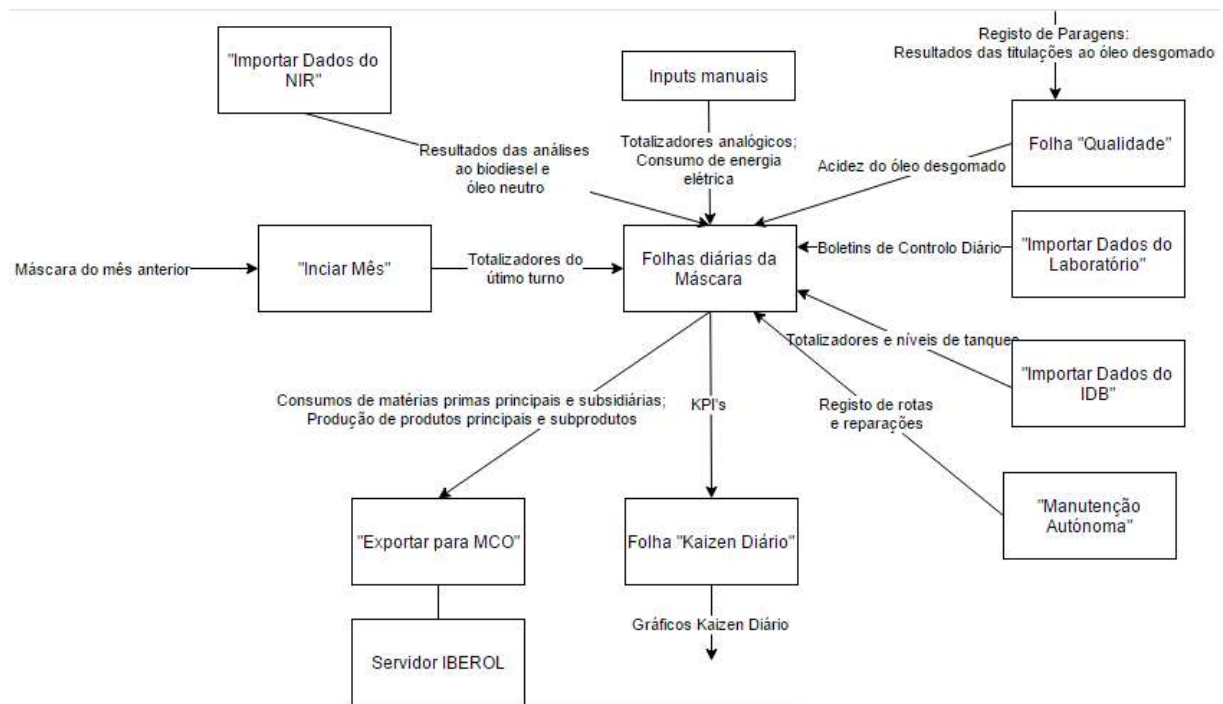 Registo de Paragens:
Resultados das titulações ao óleo desgomado
"Importar Dados do
NIR"
Inputs manuais
Totalizadores analógicos;
Consumo de energia
elétrica
Folha "Qualidade"
Resultados das análises
ao biodiesel e
óleo neutro
Acidez do óleo desgomado
Máscara do mês anterior
"Inciar Mês"
Totalizadores do
útimo turno
Folhas diárias da
Máscara
Boletins de Controlo Diário
"Importar Dados do
Laboratório"
Totalizadores e níveis de tanques
"Importar Dados do
IDB"
Consumos de matérias primas principais e subsidiárias;
Produção de produtos principais e subprodutos
KPI's
Registo de rotas
e reparações
"Manutenção
Autónoma"
"Exportar para MCO"
Folha "Kaizen Diário"
Gráficos Kaizen Diário
Servidor IBEROL